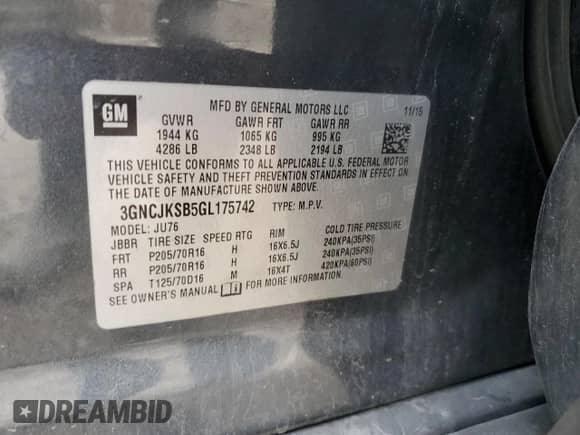 GM
MFD BY GENERAL MOTORS LLC 11/15
GVWR GAWR FRT GAWR RR
1944 KG 1065 KG 995 KG
4286 LB 2348 LB 2194 LB
THIS VEHICLE CONFORMS TO ALL APPLICABLE U.S. FEDERAL MOTOR
VEHICLE SAFETY AND THEFT PREVENTION STANDARDS IN EFFECT ON
THE DATE OF MANUFACTURE SHOWN ABOVE.
3GNCJKSB5GL175742 TYPE: M.P.V.
MODEL: JU76
JBBR TIRE SIZE SPEED RTG RIM COLD TIRE PRESSURE
FRT P205/70R16 H 16X6.5J 240KPA(35PSI)
RR P205/70R16 H 16X6.5J 240KPA(35PSI)
SPA T125/70D16 M 16X4T 420KPA(60PSI)
SEE OWNER'S MANUAL FOR MORE INFORMATION.
DREAMBID